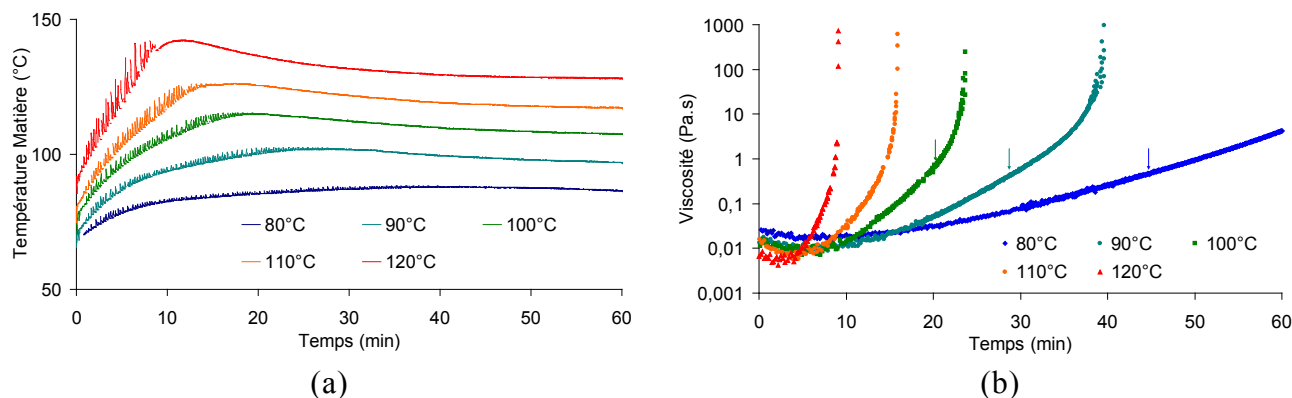 150
100
50
Température Matière (°C)
80°C 90°C 100°C
110°C 120°C
0 10 20 30 40 50 60
Temps (min)
(a)
1000
100
10
1
0,1
0,01
0,001
Viscosité (Pa.s)
80°C 90°C 100°C
110°C 120°C
0 10 20 30 40 50 60
Temps (min)
(b)